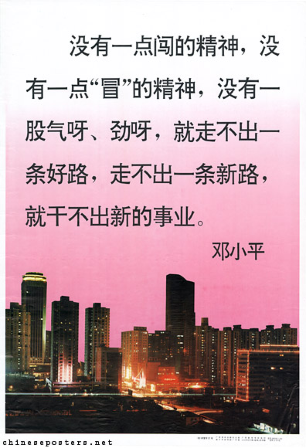 没有一点闯的精神，没
有一点“冒”的精神，没有一
股气呀、劲呀，就走不出一
条好路，走不出一条新路，
就干不出新的事业。
邓小平
chineseposters.net